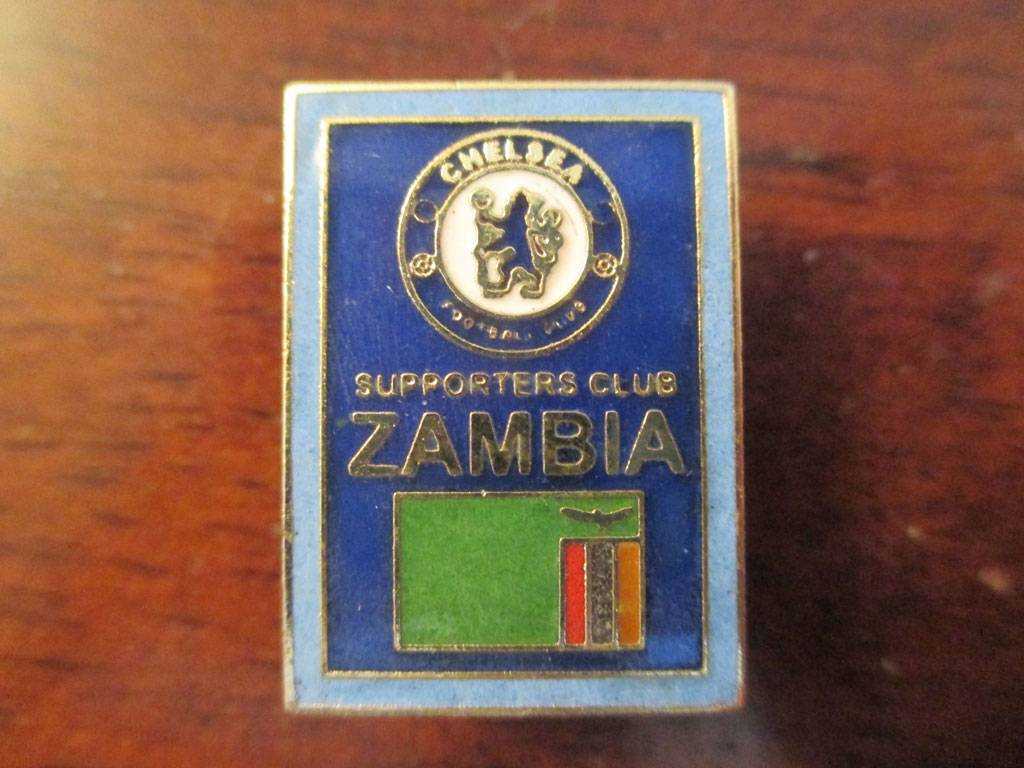 CHELSEA
FOOTBALL CLUB
SUPPORTERS CLUB
ZAMBIA